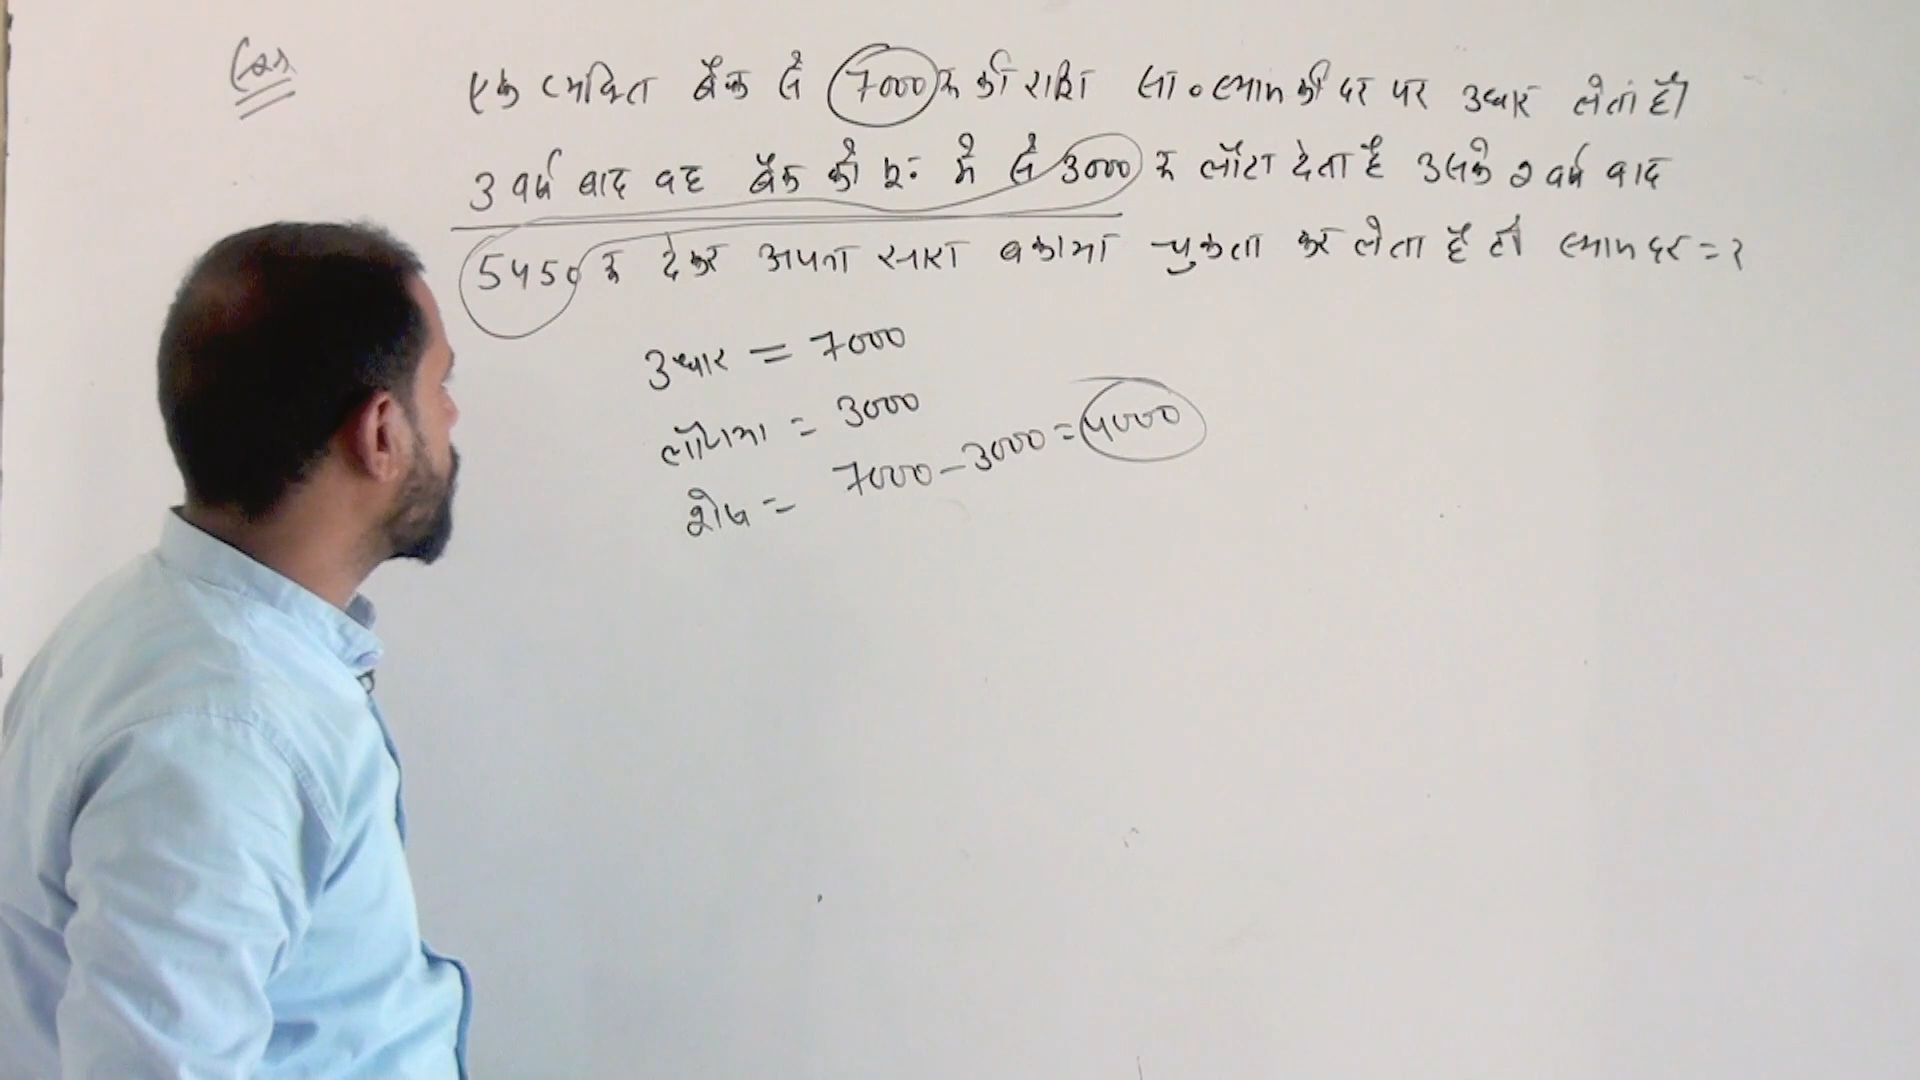 एक व्यक्ति बैंक से 7000 रु की राशि सा० ब्याज की दर पर उधार लेता है।
3 वर्ष बाद वह बैंक को मू० में से 3000 रु लौटा देता है उसके 2 वर्ष बाद
5450 रु देकर अपना सारा बकाया चुकता कर लेता है तो ब्याज दर = ?
उधार = 7000
लौटाया = 3000
शेष = 7000 - 3000 = 4000